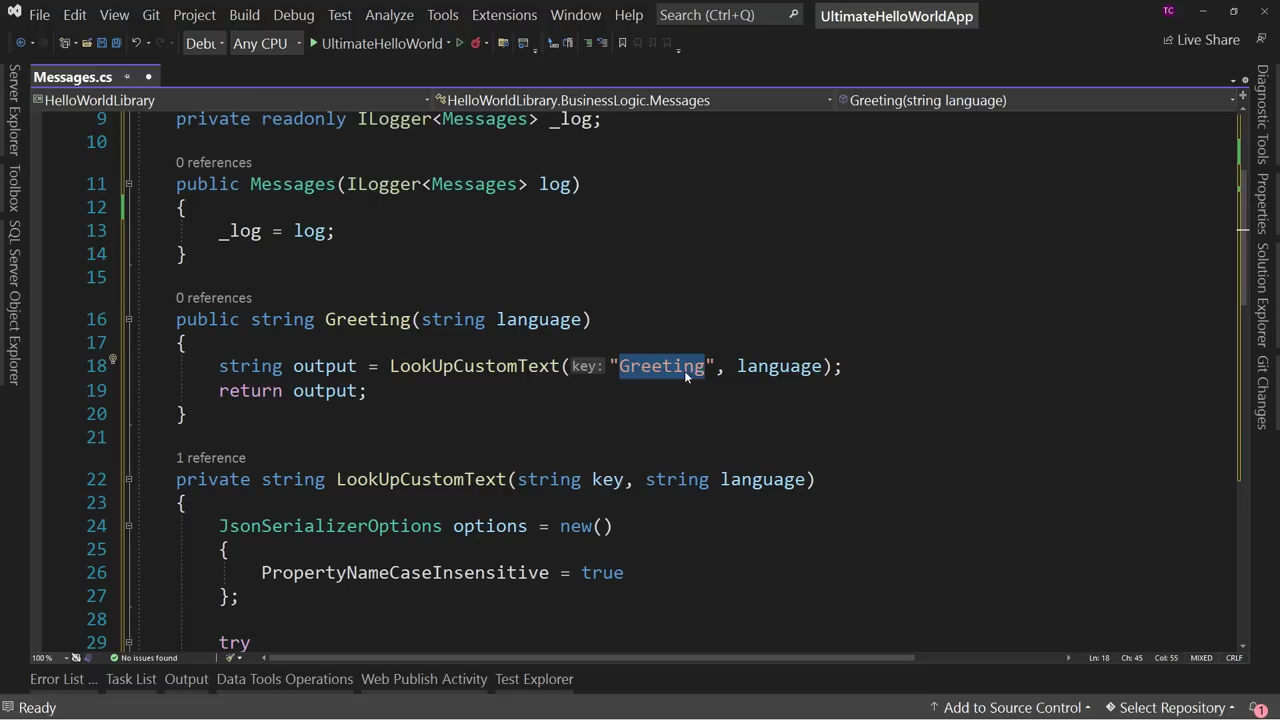 File Edit View Git Project Build Debug Test Analyze Tools Extensions Window Help Search (Ctrl+Q) UltimateHelloWorldApp TC
Debu Any CPU UltimateHelloWorld Live Share
Messages.cs
HelloWorldLibrary HelloWorldLibrary.BusinessLogic.Messages Greeting(string language)
9 private readonly ILogger<Messages> _log;
10
0 references
11 public Messages(ILogger<Messages> log)
12 {
13 _log = log;
14 }
15
0 references
16 public string Greeting(string language)
17 {
18 string output = LookUpCustomText(key: "Greeting", language);
19 return output;
20 }
21
1 reference
22 private string LookUpCustomText(string key, string language)
23 {
24 JsonSerializerOptions options = new()
25 {
26 PropertyNameCaseInsensitive = true
27 };
28
29 try
100 % No issues found Ln: 18 Ch: 45 Col: 55 MIXED CRLF
Error List ... Task List Output Data Tools Operations Web Publish Activity Test Explorer
Ready Add to Source Control Select Repository 1
Server Explorer
Toolbox
SQL Server Object Explorer
Diagnostic Tools
Properties
Solution Explorer
Git Changes